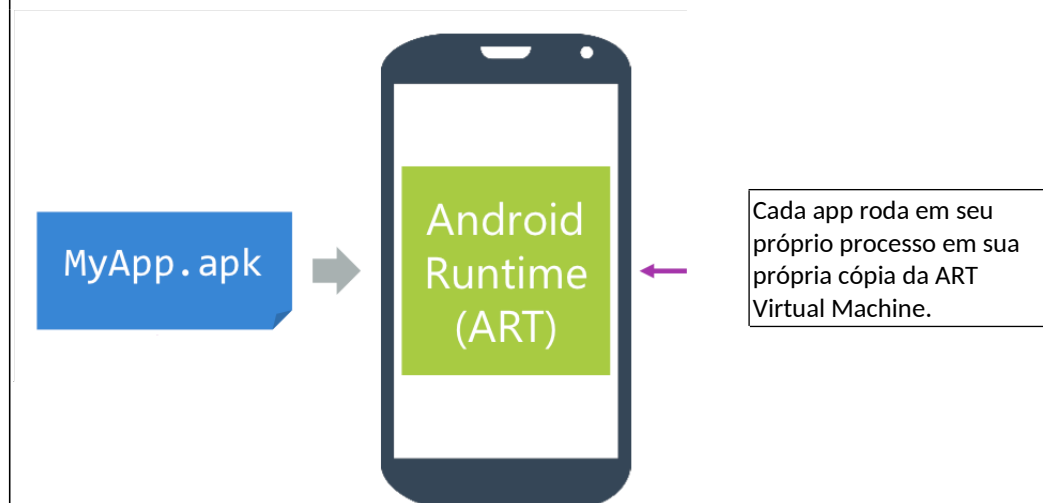 MyApp.apk
Android
Runtime
(ART)
Cada app roda em seu
próprio processo em sua
própria cópia da ART
Virtual Machine.